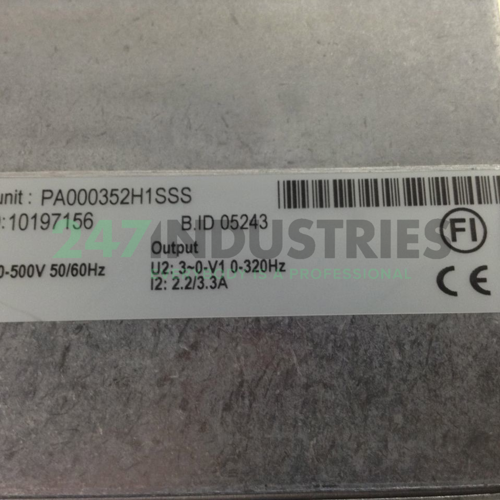 unit : PA000352H1SSS
:10197156
B.ID 05243
FI
0-500V 50/60Hz
Output
U2: 3~0-V1 0-320Hz
I2: 2.2/3.3A
CE
247INDUSTRIES